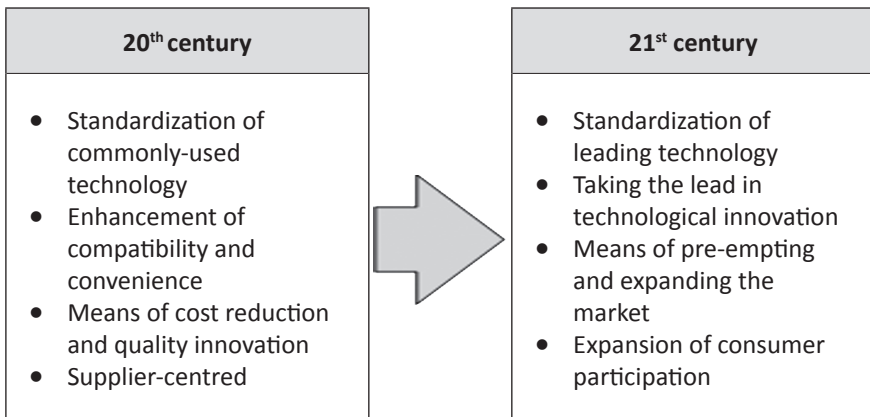 20th century
• Standardization of
commonly-used
technology
• Enhancement of
compatibility and
convenience
• Means of cost reduction
and quality innovation
• Supplier-centred
21st century
• Standardization of
leading technology
• Taking the lead in
technological innovation
• Means of pre-empting
and expanding the
market
• Expansion of consumer
participation